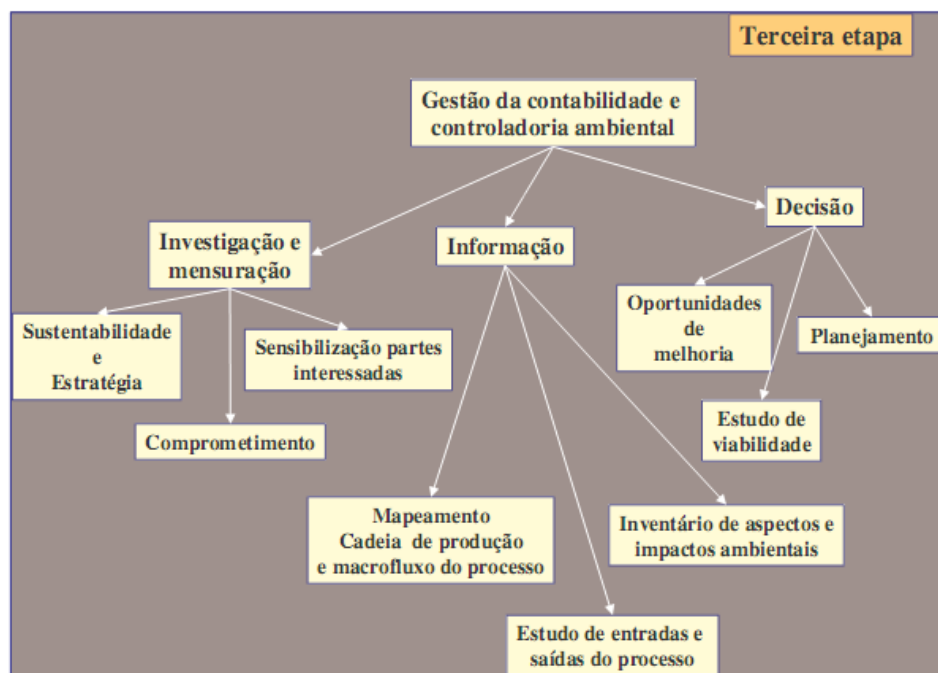 Terceira etapa
Gestão da contabilidade e
controladoria ambiental
Investigação e
mensuração
Informação
Decisão
Sustentabilidade
e
Estratégia
Sensibilização partes
interessadas
Comprometimento
Oportunidades
de
melhoria
Planejamento
Estudo de
viabilidade
Mapeamento
Cadeia de produção
e macrofluxo do processo
Inventário de aspectos e
impactos ambientais
Estudo de entradas e
saídas do processo